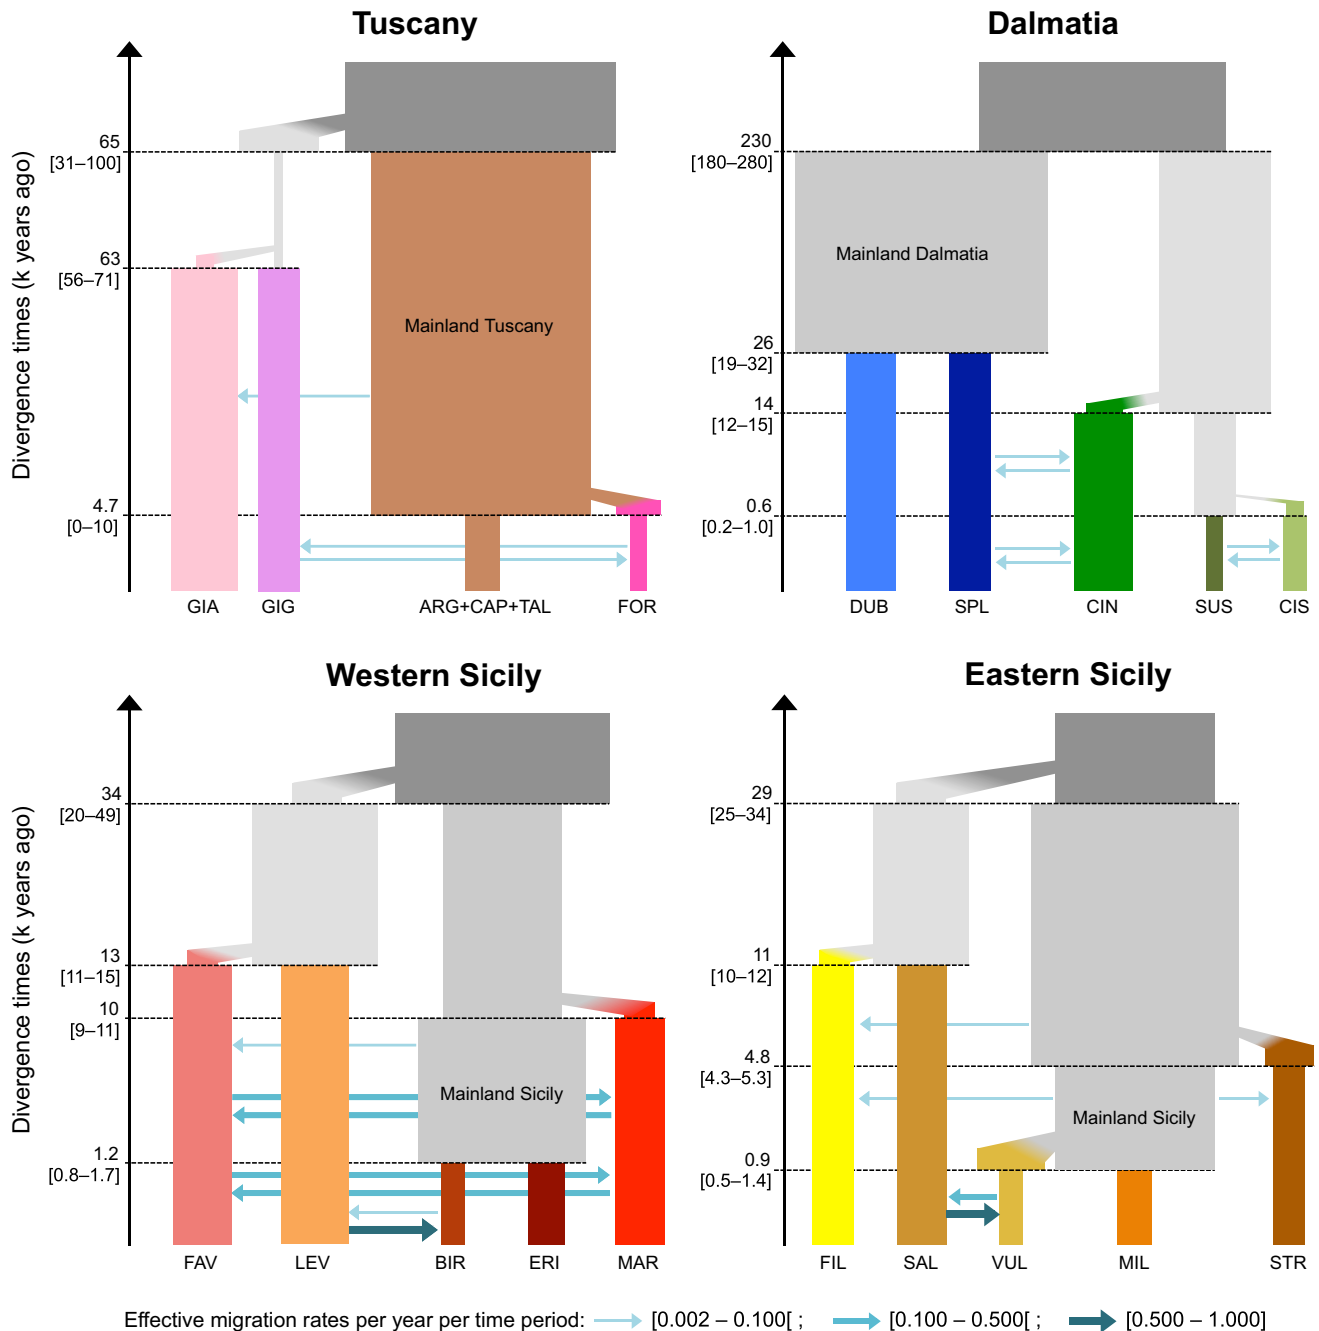 Tuscany
Divergence times (k years ago)
65
[31–100]
63
[56–71]
4.7
[0–10]
Mainland Tuscany
GIA GIG ARG+CAP+TAL FOR
Dalmatia
230
[180–280]
26
[19–32]
14
[12–15]
0.6
[0.2–1.0]
Mainland Dalmatia
DUB SPL CIN SUS CIS
Western Sicily
Divergence times (k years ago)
34
[20–49]
13
[11–15]
10
[9–11]
1.2
[0.8–1.7]
Mainland Sicily
FAV LEV BIR ERI MAR
Eastern Sicily
29
[25–34]
11
[10–12]
4.8
[4.3–5.3]
0.9
[0.5–1.4]
Mainland Sicily
FIL SAL VUL MIL STR
Effective migration rates per year per time period: [0.002 – 0.100[ ; [0.100 – 0.500[ ; [0.500 – 1.000]